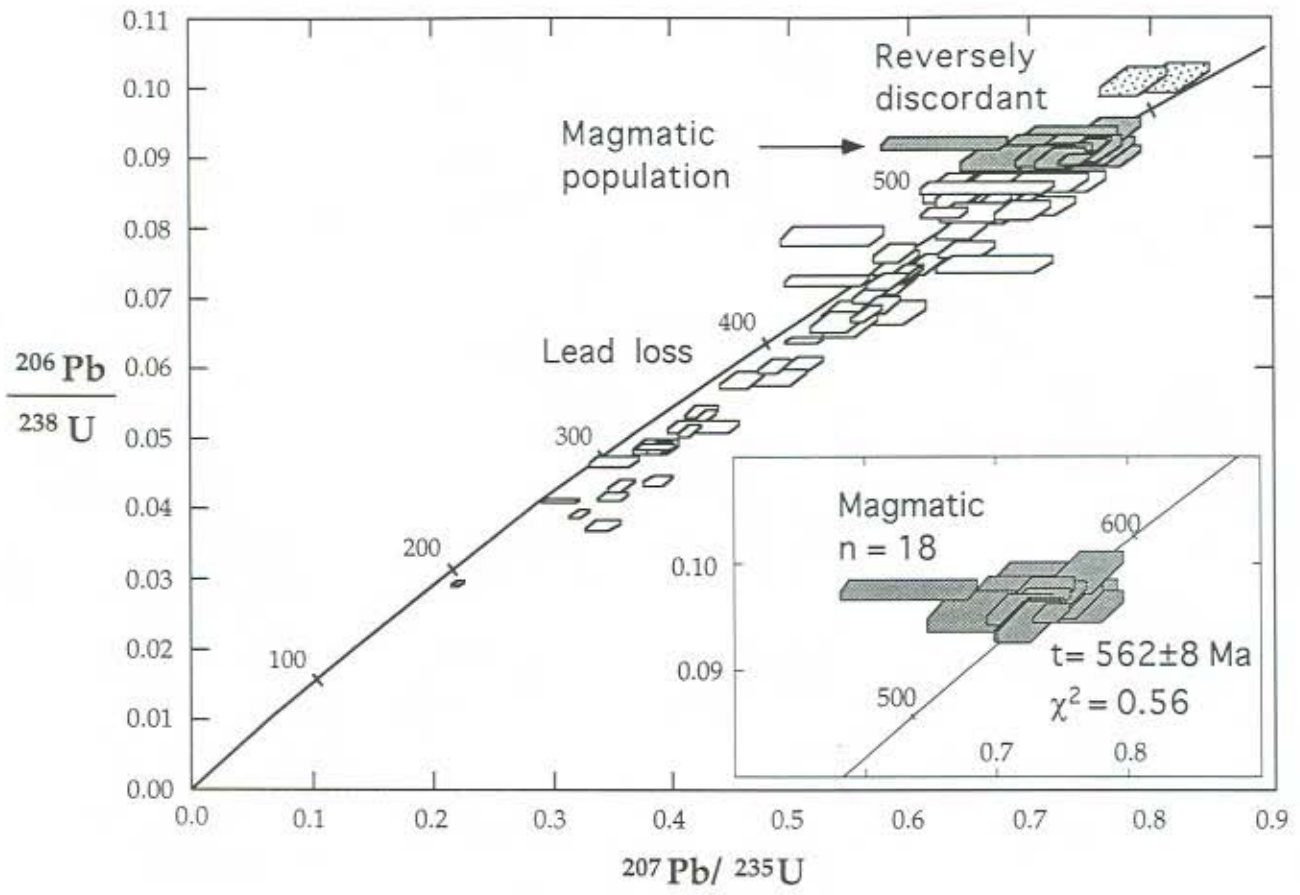 0.11
0.10
0.09
0.08
0.07
0.06
0.05
0.04
0.03
0.02
0.01
0.00
²⁰⁶Pb
²³⁸U
Reversely
discordant
Magmatic
population
Lead loss
500
400
300
200
100
Magmatic
n = 18
600
0.10
0.09
t= 562±8 Ma
500
χ² = 0.56
0.7 0.8
0.0 0.1 0.2 0.3 0.4 0.5 0.6 0.7 0.8 0.9
²⁰⁷Pb/ ²³⁵U